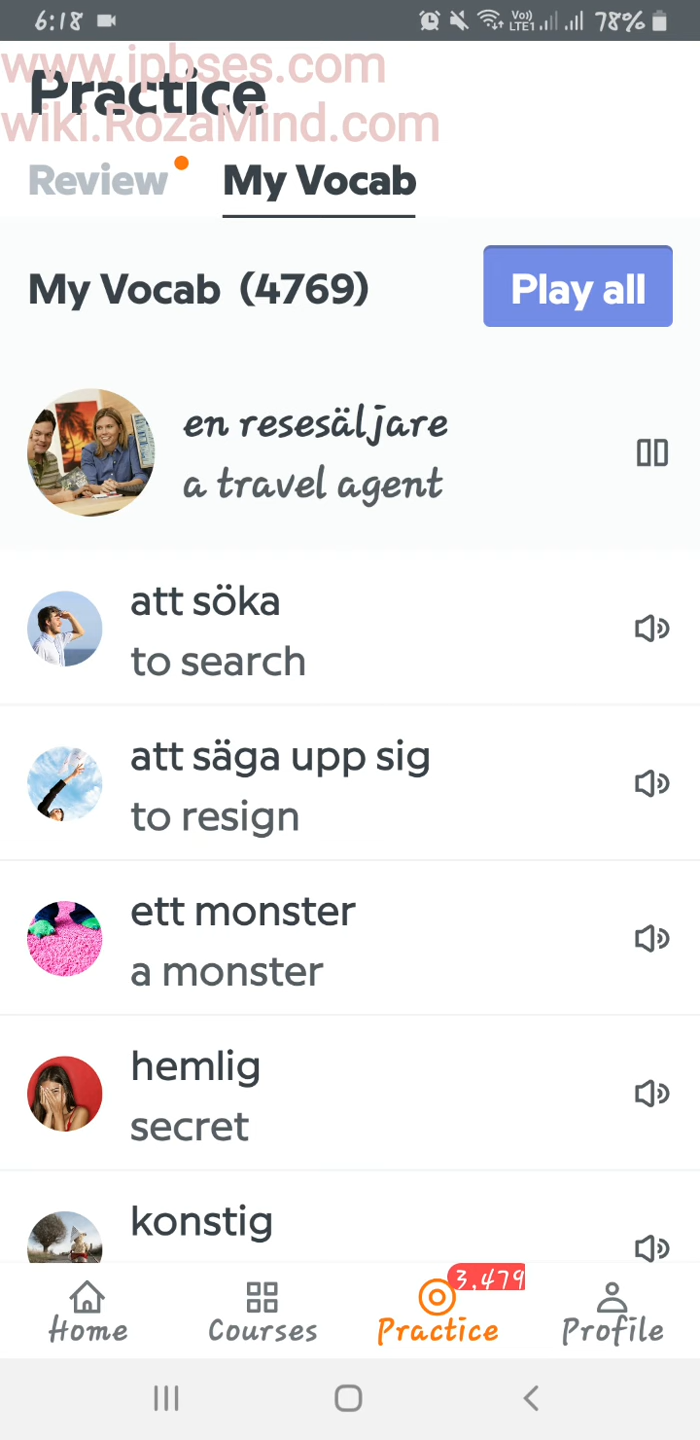 6:18
Vo)) LTE1 78%
www.ipbses.com
Practice
wiki.RozaMind.com
Review My Vocab
My Vocab (4769) Play all
en resesäljare
a travel agent
att söka
to search
att säga upp sig
to resign
ett monster
a monster
hemlig
secret
konstig
3,479
Home Courses Practice Profile